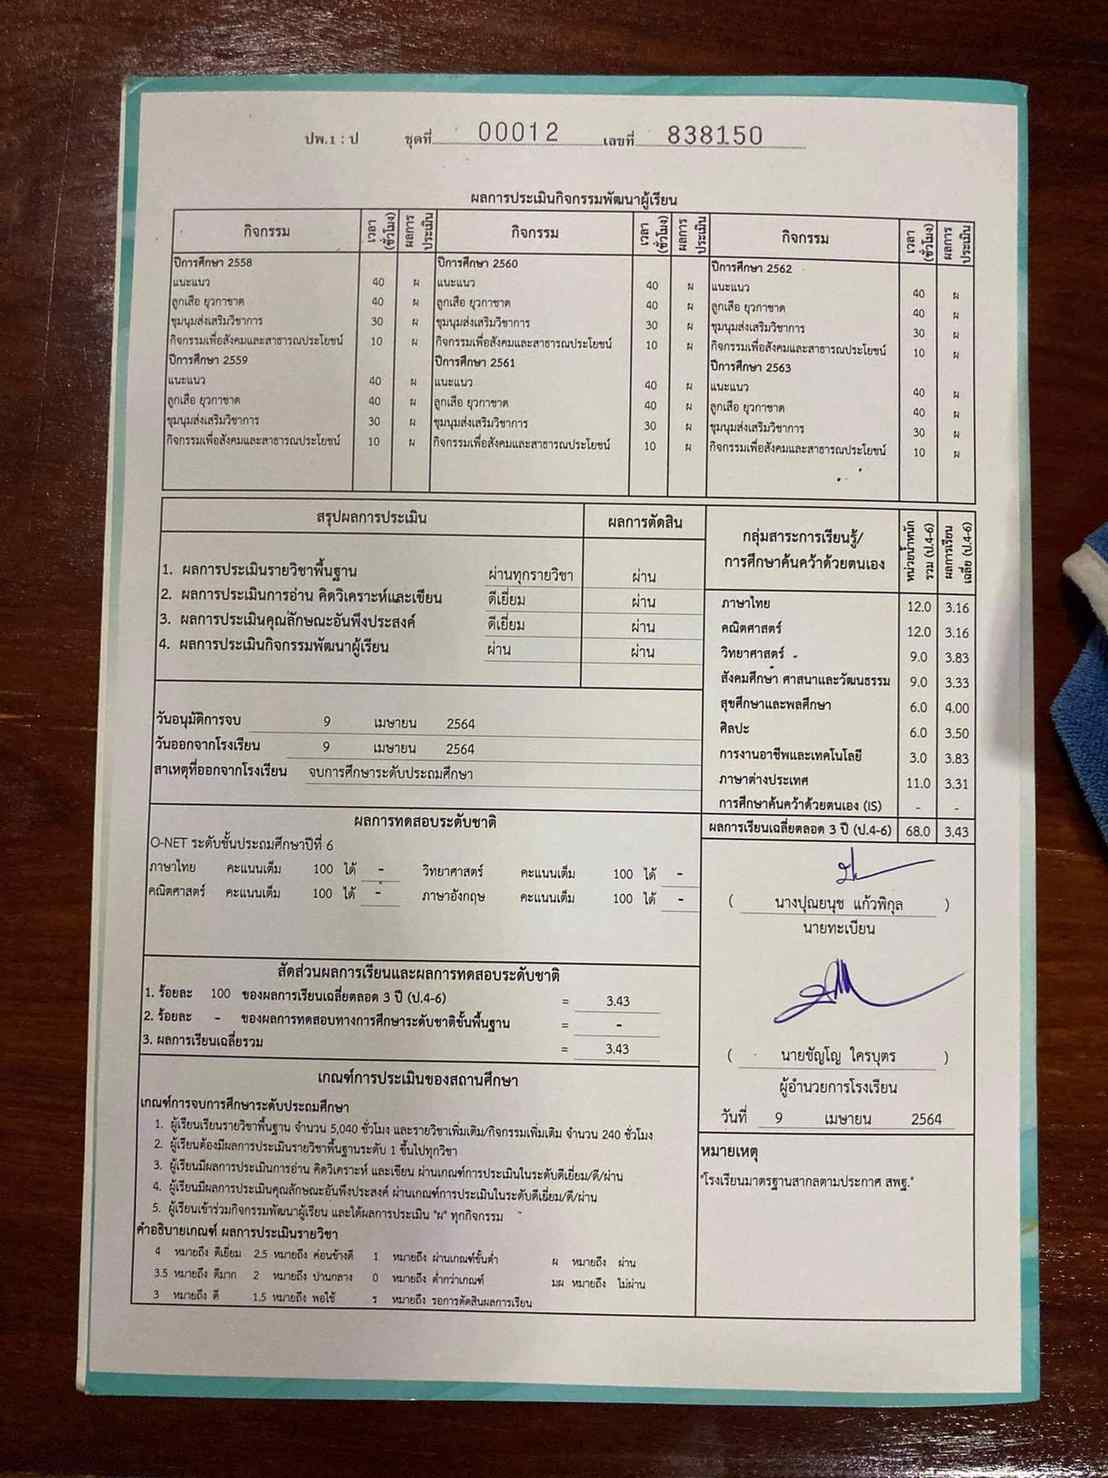 ปพ.1 : ป ชุดที่ 00012 เลขที่ 838150
ผลการประเมินกิจกรรมพัฒนาผู้เรียน
กิจกรรม เวลา (ชั่วโมง) ผลการประเมิน กิจกรรม เวลา (ชั่วโมง) ผลการประเมิน กิจกรรม เวลา (ชั่วโมง) ผลการประเมิน
ปีการศึกษา 2558 ปีการศึกษา 2560 ปีการศึกษา 2562
แนะแนว 40 ผ แนะแนว 40 ผ แนะแนว 40 ผ
ลูกเสือ ยุวกาชาด 40 ผ ลูกเสือ ยุวกาชาด 40 ผ ลูกเสือ ยุวกาชาด 40 ผ
ชุมนุมส่งเสริมวิชาการ 30 ผ ชุมนุมส่งเสริมวิชาการ 30 ผ ชุมนุมส่งเสริมวิชาการ 30 ผ
กิจกรรมเพื่อสังคมและสาธารณประโยชน์ 10 ผ กิจกรรมเพื่อสังคมและสาธารณประโยชน์ 10 ผ กิจกรรมเพื่อสังคมและสาธารณประโยชน์ 10 ผ
ปีการศึกษา 2559 ปีการศึกษา 2561 ปีการศึกษา 2563
แนะแนว 40 ผ แนะแนว 40 ผ แนะแนว 40 ผ
ลูกเสือ ยุวกาชาด 40 ผ ลูกเสือ ยุวกาชาด 40 ผ ลูกเสือ ยุวกาชาด 40 ผ
ชุมนุมส่งเสริมวิชาการ 30 ผ ชุมนุมส่งเสริมวิชาการ 30 ผ ชุมนุมส่งเสริมวิชาการ 30 ผ
กิจกรรมเพื่อสังคมและสาธารณประโยชน์ 10 ผ กิจกรรมเพื่อสังคมและสาธารณประโยชน์ 10 ผ กิจกรรมเพื่อสังคมและสาธารณประโยชน์ 10 ผ
สรุปผลการประเมิน ผลการตัดสิน
1. ผลการประเมินรายวิชาพื้นฐาน ผ่านทุกรายวิชา ผ่าน
2. ผลการประเมินการอ่าน คิดวิเคราะห์และเขียน ดีเยี่ยม ผ่าน
3. ผลการประเมินคุณลักษณะอันพึงประสงค์ ดีเยี่ยม ผ่าน
4. ผลการประเมินกิจกรรมพัฒนาผู้เรียน ผ่าน ผ่าน
วันอนุมัติการจบ 9 เมษายน 2564
วันออกจากโรงเรียน 9 เมษายน 2564
สาเหตุที่ออกจากโรงเรียน จบการศึกษาระดับประถมศึกษา
ผลการทดสอบระดับชาติ
O-NET ระดับชั้นประถมศึกษาปีที่ 6
ภาษาไทย คะแนนเต็ม 100 ได้ - วิทยาศาสตร์ คะแนนเต็ม 100 ได้ -
คณิตศาสตร์ คะแนนเต็ม 100 ได้ - ภาษาอังกฤษ คะแนนเต็ม 100 ได้ -
สัดส่วนผลการเรียนและผลการทดสอบระดับชาติ
1. ร้อยละ 100 ของผลการเรียนเฉลี่ยตลอด 3 ปี (ป.4-6) = 3.43
2. ร้อยละ - ของผลการทดสอบทางการศึกษาระดับชาติขั้นพื้นฐาน = -
3. ผลการเรียนเฉลี่ยรวม = 3.43
เกณฑ์การประเมินของสถานศึกษา
เกณฑ์การจบการศึกษาระดับประถมศึกษา
1. ผู้เรียนเรียนรายวิชาพื้นฐาน จำนวน 5,040 ชั่วโมง และรายวิชาเพิ่มเติม/กิจกรรมเพิ่มเติม จำนวน 240 ชั่วโมง
2. ผู้เรียนต้องมีผลการประเมินรายวิชาพื้นฐานระดับ 1 ขึ้นไปทุกวิชา
3. ผู้เรียนมีผลการประเมินการอ่าน คิดวิเคราะห์ และเขียน ผ่านเกณฑ์การประเมินในระดับดีเยี่ยม/ดี/ผ่าน
4. ผู้เรียนมีผลการประเมินคุณลักษณะอันพึงประสงค์ ผ่านเกณฑ์การประเมินในระดับดีเยี่ยม/ดี/ผ่าน
5. ผู้เรียนเข้าร่วมกิจกรรมพัฒนาผู้เรียน และได้ผลการประเมิน "ผ" ทุกกิจกรรม
คำอธิบายเกณฑ์ ผลการประเมินรายวิชา
4 หมายถึง ดีเยี่ยม 2.5 หมายถึง ค่อนข้างดี 1 หมายถึง ผ่านเกณฑ์ขั้นต่ำ ผ หมายถึง ผ่าน
3.5 หมายถึง ดีมาก 2 หมายถึง ปานกลาง 0 หมายถึง ต่ำกว่าเกณฑ์ มผ หมายถึง ไม่ผ่าน
3 หมายถึง ดี 1.5 หมายถึง พอใช้ ร หมายถึง รอการตัดสินผลการเรียน
กลุ่มสาระการเรียนรู้/ การศึกษาค้นคว้าด้วยตนเอง หน่วยน้ำหนักรวม (ป.4-6) ผลการเรียนเฉลี่ย (ป.4-6)
ภาษาไทย 12.0 3.16
คณิตศาสตร์ 12.0 3.16
วิทยาศาสตร์ 9.0 3.83
สังคมศึกษา ศาสนาและวัฒนธรรม 9.0 3.33
สุขศึกษาและพลศึกษา 6.0 4.00
ศิลปะ 6.0 3.50
การงานอาชีพและเทคโนโลยี 3.0 3.83
ภาษาต่างประเทศ 11.0 3.31
การศึกษาค้นคว้าด้วยตนเอง (IS) - -
ผลการเรียนเฉลี่ยตลอด 3 ปี (ป.4-6) 68.0 3.43
( นางปุณยนุช แก้วพิกุล )
นายทะเบียน
( นายชัญโญ ใครบุตร )
ผู้อำนวยการโรงเรียน
วันที่ 9 เมษายน 2564
หมายเหตุ
"โรงเรียนมาตรฐานสากลตามประกาศ สพฐ."